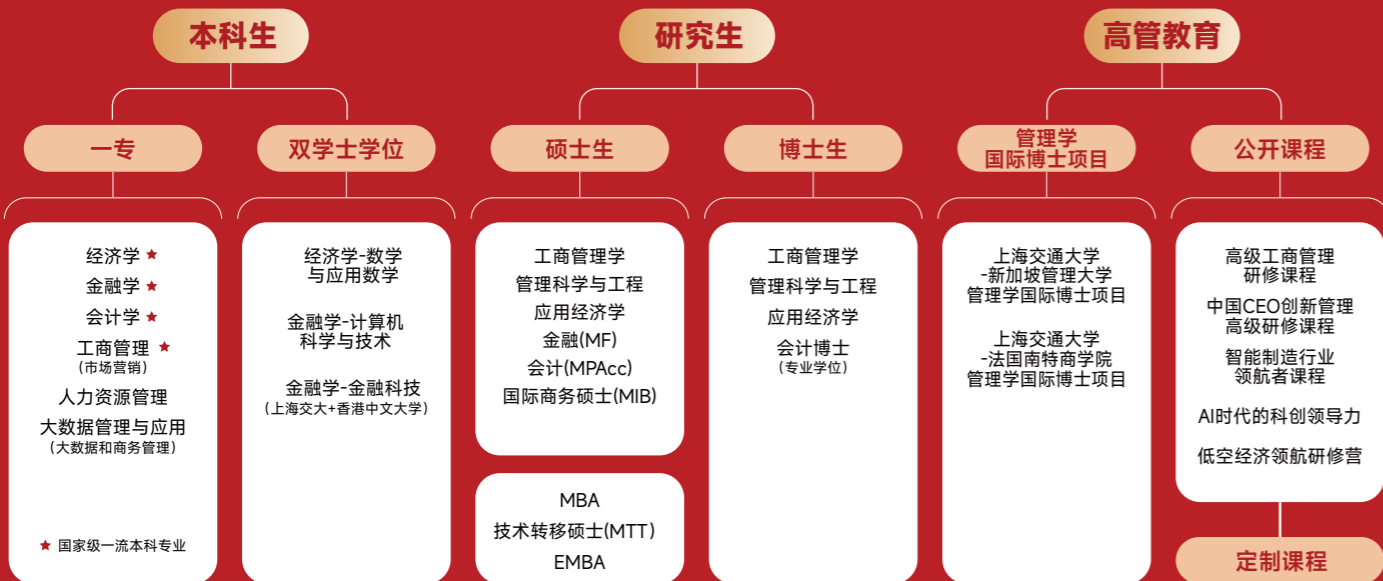 本科生
一专
经济学★
金融学★
会计学★
工商管理★
(市场营销)
人力资源管理
大数据管理与应用
(大数据和商务管理)
★ 国家级一流本科专业
双学士学位
经济学-数学
与应用数学
金融学-计算机
科学与技术
金融学-金融科技
(上海交大+香港中文大学)
研究生
硕士生
工商管理学
管理科学与工程
应用经济学
金融(MF)
会计(MPAcc)
国际商务硕士(MIB)
MBA
技术转移硕士(MTT)
EMBA
博士生
工商管理学
管理科学与工程
应用经济学
会计博士
(专业学位)
高管教育
管理学
国际博士项目
上海交通大学
-新加坡管理大学
管理学国际博士项目
上海交通大学
-法国南特商学院
管理学国际博士项目
公开课程
高级工商管理
研修课程
中国CEO创新管理
高级研修课程
智能制造行业
领航者课程
AI时代的科创领导力
低空经济领航研修营
定制课程